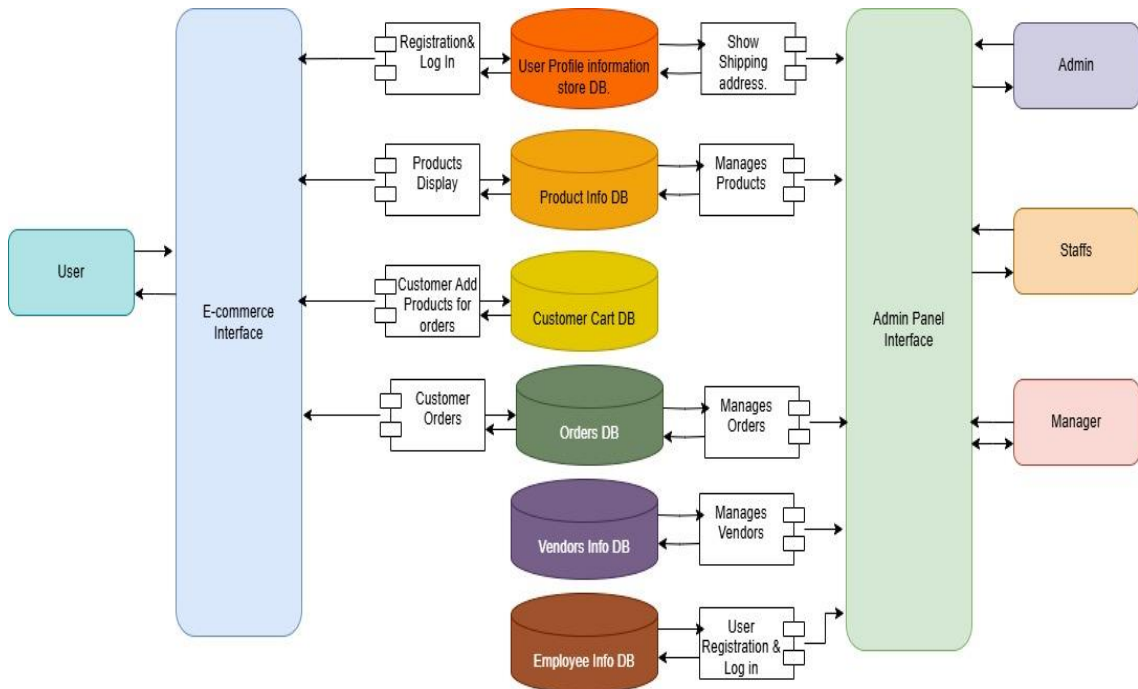 Registration&
Log In
User Profile information
store DB.
Show
Shipping
address.
Admin
Products
Display
Product Info DB
Manages
Products
User
Staffs
E-commerce
Interface
Customer Add
Products for
orders
Customer Cart DB
Admin Panel
Interface
Customer
Orders
Orders DB
Manages
Orders
Manager
Vendors Info DB
Manages
Vendors
Employee Info DB
User
Registration &
Log in